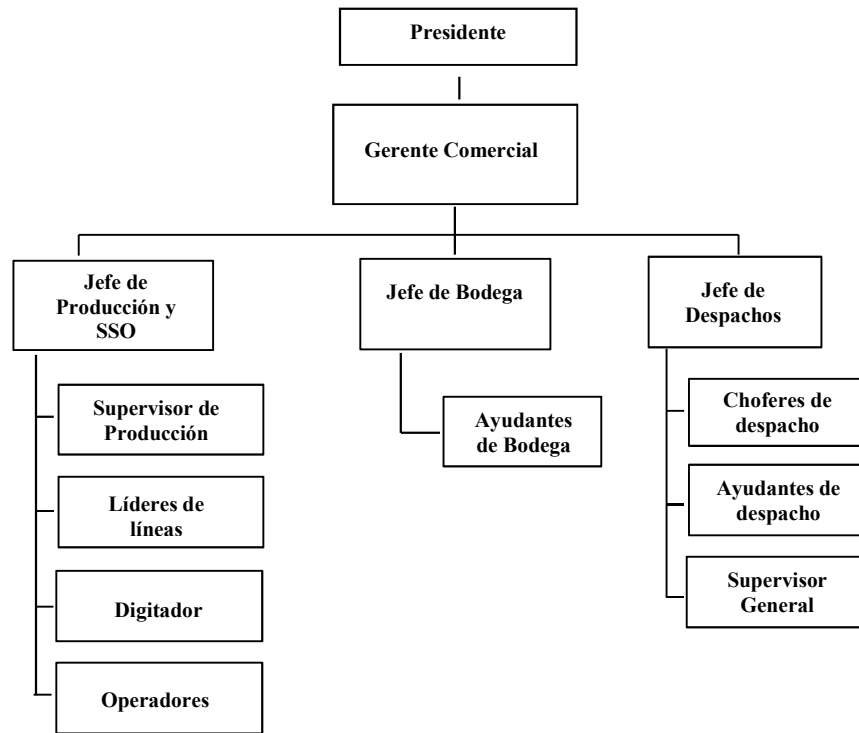 Presidente
Gerente Comercial
Jefe de
Producción y
SSO
Supervisor de
Producción
Líderes de
líneas
Digitador
Operadores
Jefe de Bodega
Ayudantes
de Bodega
Jefe de
Despachos
Choferes de
despacho
Ayudantes de
despacho
Supervisor
General